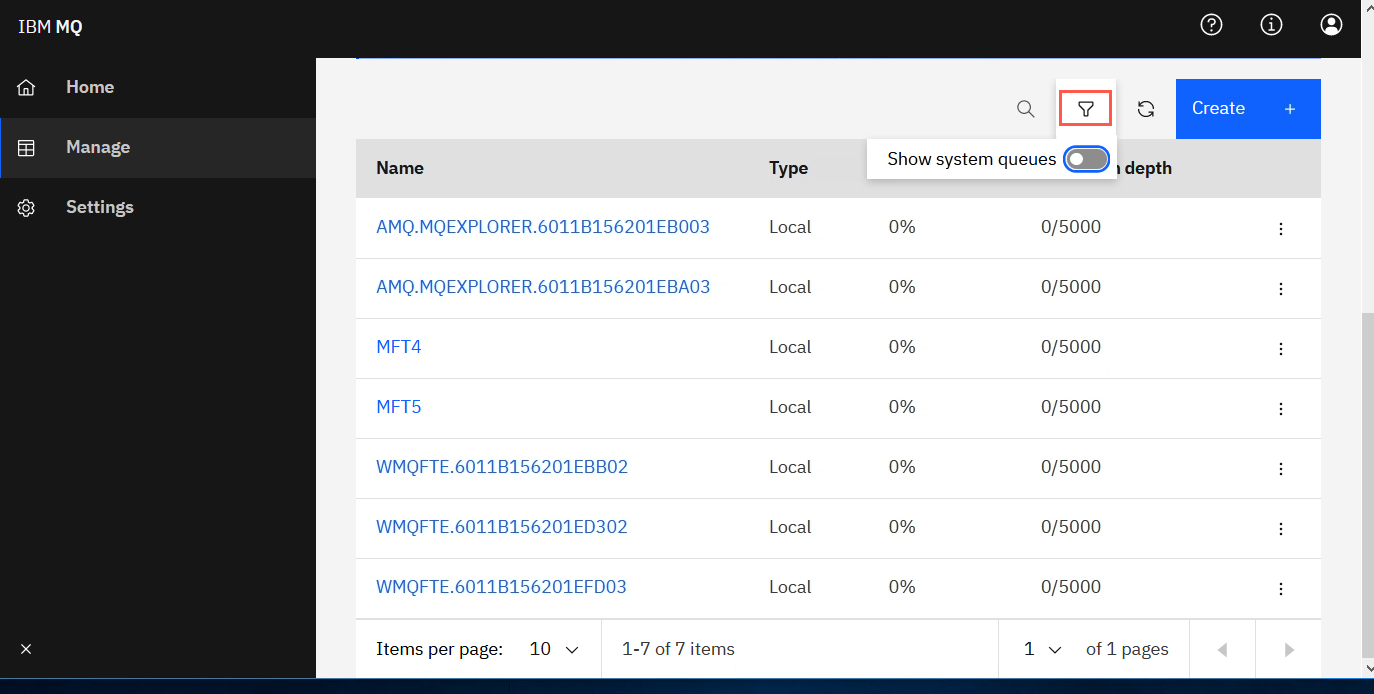 IBM MQ
Home
Manage
Settings
Create +
Show system queues
Name Type depth
AMQ.MQEXPLORER.6011B156201EB003 Local 0% 0/5000
AMQ.MQEXPLORER.6011B156201EBA03 Local 0% 0/5000
MFT4 Local 0% 0/5000
MFT5 Local 0% 0/5000
WMQFTE.6011B156201EBB02 Local 0% 0/5000
WMQFTE.6011B156201ED302 Local 0% 0/5000
WMQFTE.6011B156201EFD03 Local 0% 0/5000
Items per page: 10 1-7 of 7 items 1 of 1 pages